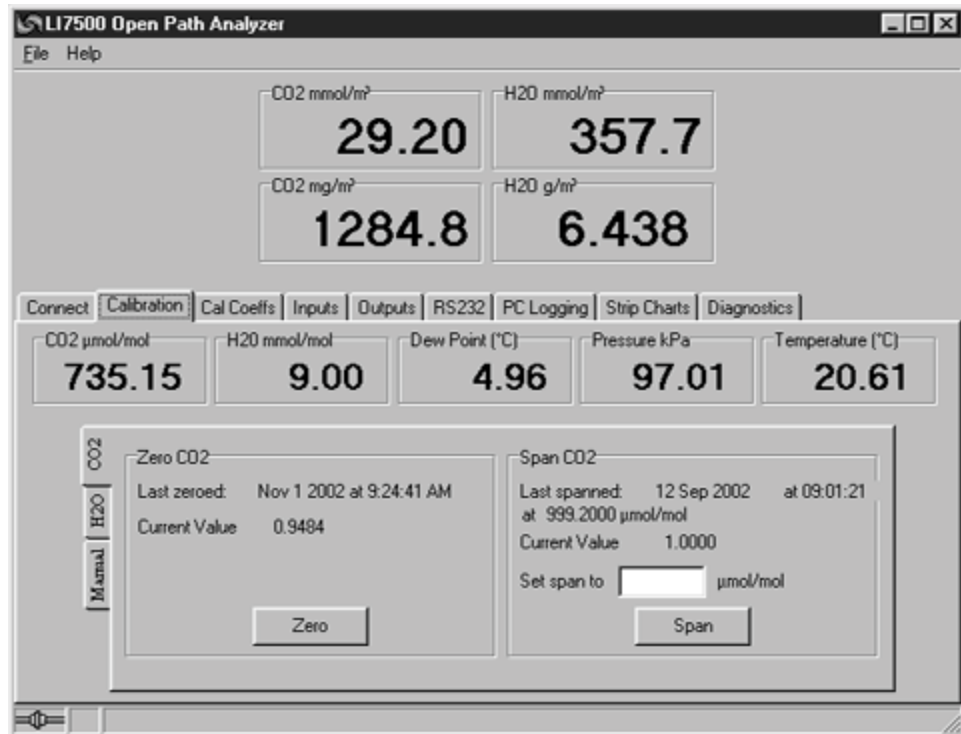 LI7500 Open Path Analyzer
File Help
CO2 mmol/m³ H2O mmol/m³
29.20 357.7
CO2 mg/m³ H2O g/m³
1284.8 6.438
Connect Calibration Cal Coeffs Inputs Outputs RS232 PC Logging Strip Charts Diagnostics
CO2 µmol/mol H2O mmol/mol Dew Point (°C) Pressure kPa Temperature (°C)
735.15 9.00 4.96 97.01 20.61
CO2
H2O
Manual
Zero CO2
Last zeroed: Nov 1 2002 at 9:24:41 AM
Current Value 0.9484
Zero
Span CO2
Last spanned: 12 Sep 2002 at 09:01:21
at 999.2000 µmol/mol
Current Value 1.0000
Set span to µmol/mol
Span